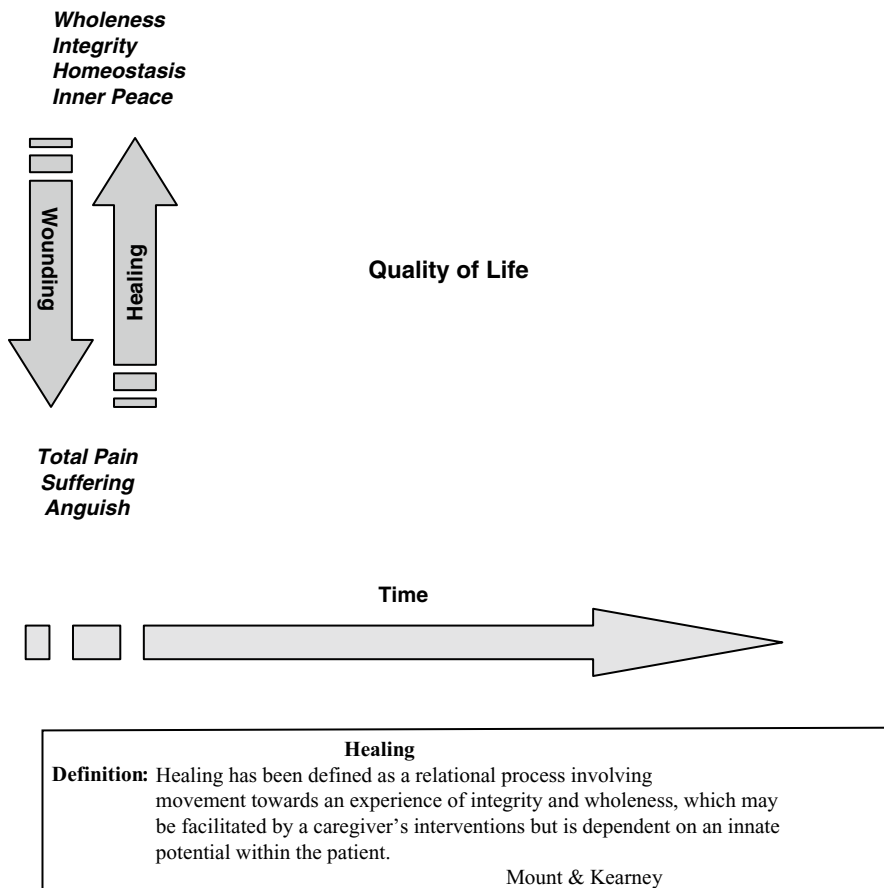 Wholeness
Integrity
Homeostasis
Inner Peace
Wounding
Healing
Quality of Life
Total Pain
Suffering
Anguish
Time
Healing
Definition: Healing has been defined as a relational process involving
movement towards an experience of integrity and wholeness, which may
be facilitated by a caregiver’s interventions but is dependent on an innate
potential within the patient.
Mount & Kearney